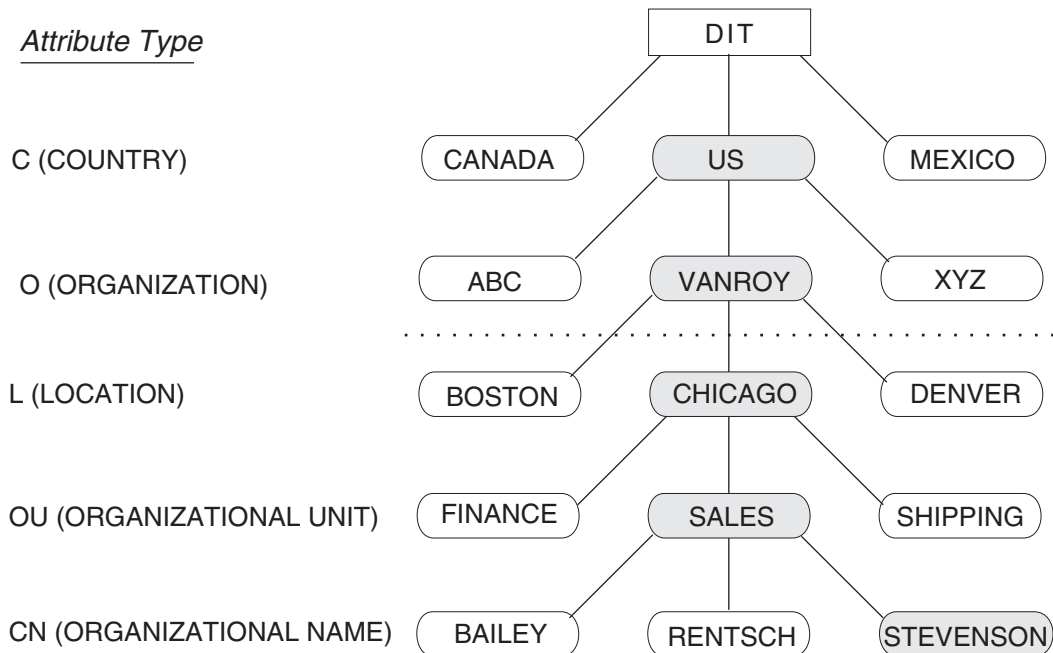 DIT
Attribute Type
C (COUNTRY) CANADA US MEXICO
O (ORGANIZATION) ABC VANROY XYZ
L (LOCATION) BOSTON CHICAGO DENVER
OU (ORGANIZATIONAL UNIT) FINANCE SALES SHIPPING
CN (ORGANIZATIONAL NAME) BAILEY RENTSCH STEVENSON